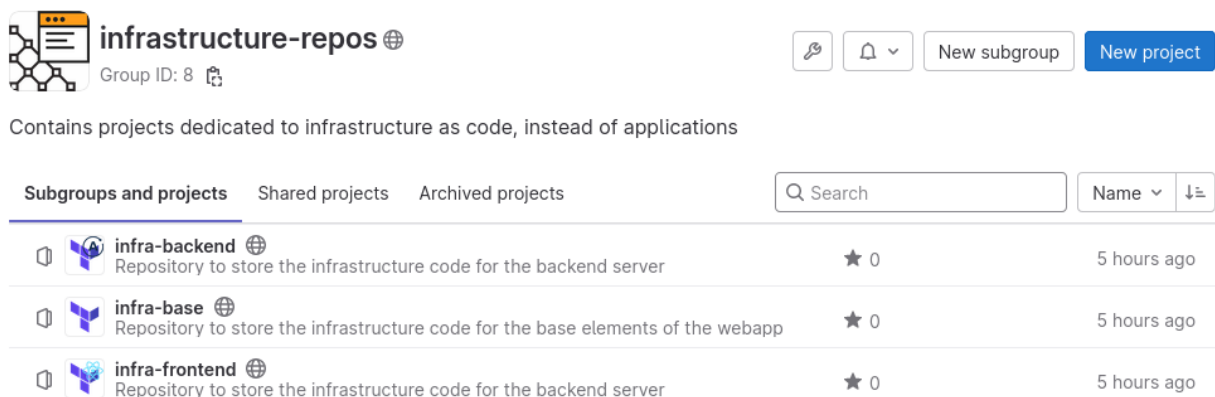 infrastructure-repos
Group ID: 8
New subgroup
New project
Contains projects dedicated to infrastructure as code, instead of applications
Subgroups and projects Shared projects Archived projects Search Name
infra-backend
Repository to store the infrastructure code for the backend server
0 5 hours ago
infra-base
Repository to store the infrastructure code for the base elements of the webapp
0 5 hours ago
infra-frontend
Repository to store the infrastructure code for the backend server
0 5 hours ago